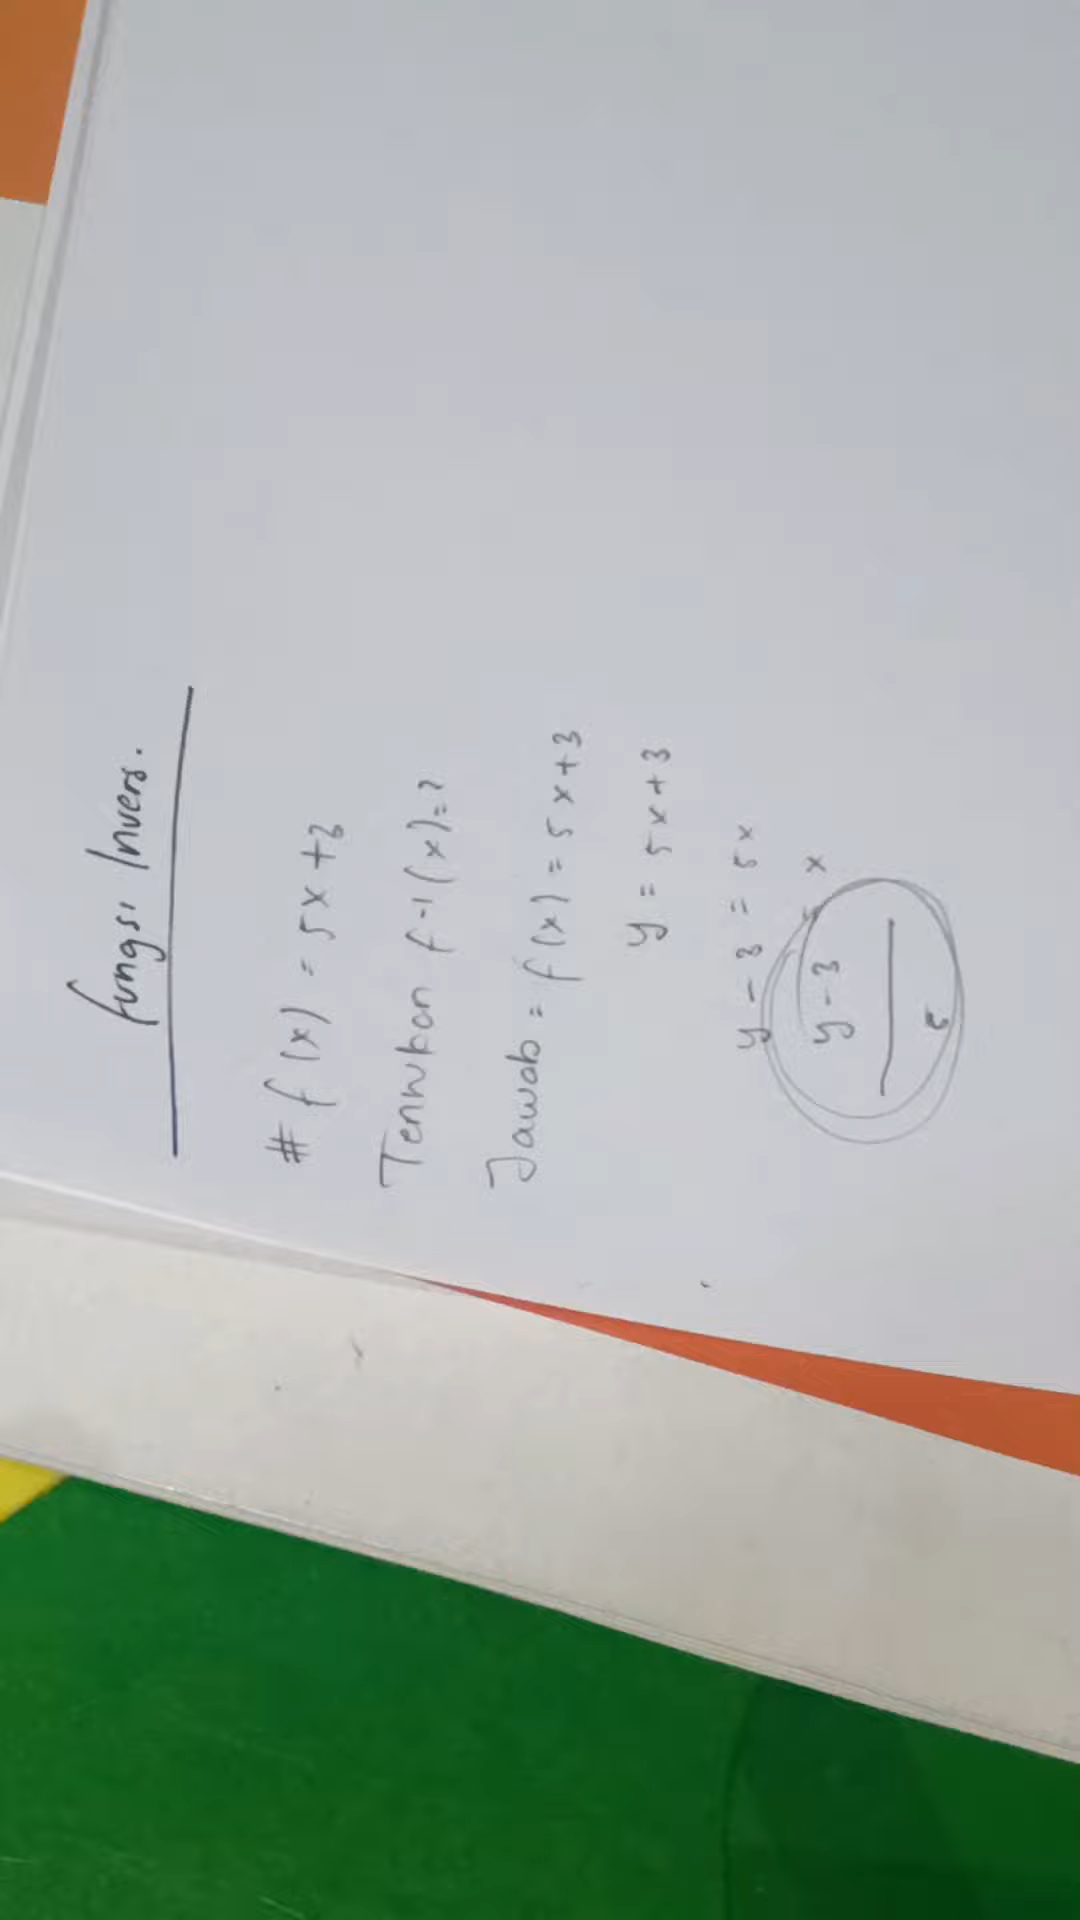 fungsi Invers.
# f(x) = 5x + 3
Tentukan f-1(x)=?
Jawab = f(x) = 5x+3
y = 5x+3
y - 3 = 5x
y - 3 = x
5